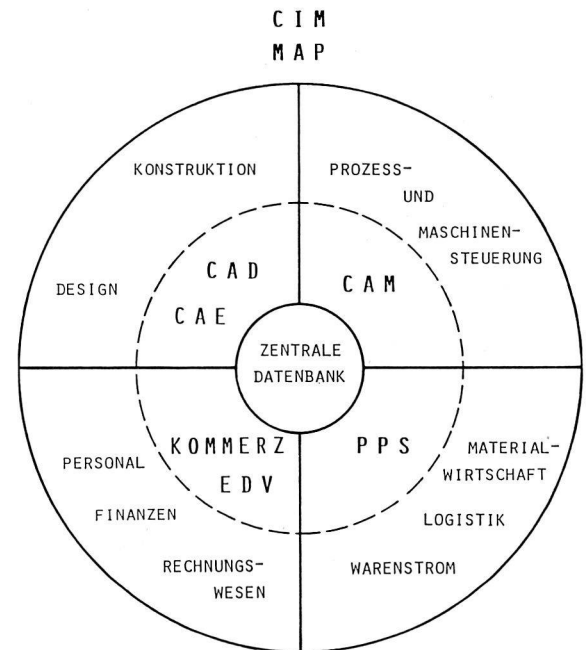 CIM
MAP
KONSTRUKTION
DESIGN
CAD
CAE
PROZESS-
UND
MASCHINEN-
STEUERUNG
CAM
ZENTRALE
DATENBANK
KOMMERZ
EDV
PERSONAL
FINANZEN
RECHNUNGS-
WESEN
PPS
MATERIAL-
WIRTSCHAFT
LOGISTIK
WARENSTROM